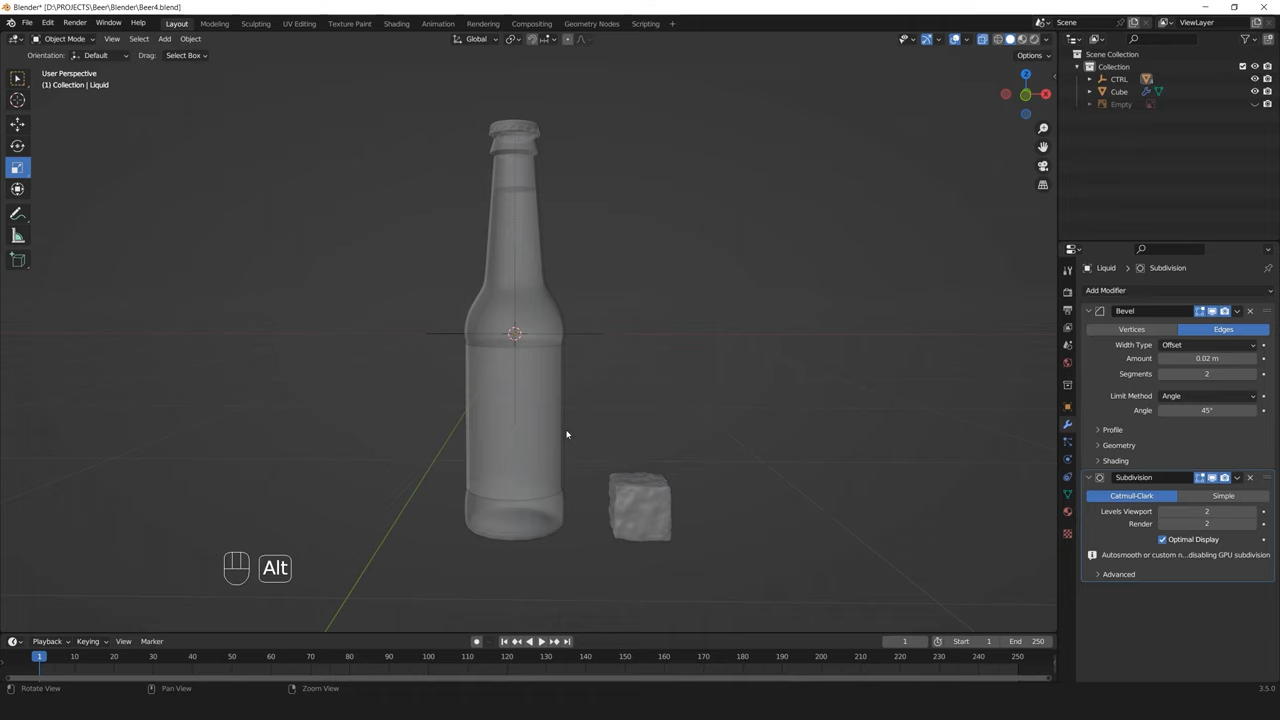 Blender* [D:\PROJECTS\Beer\Blender\Beer4.blend]
File Edit Render Window Help Layout Modeling Sculpting UV Editing Texture Paint Shading Animation Rendering Compositing Geometry Nodes Scripting Scene ViewLayer
Object Mode View Select Add Object Global
Orientation: Default Drag: Select Box Options
User Perspective
(1) Collection | Liquid
Scene Collection
Collection
CTRL
Cube
Empty
Liquid Subdivision
Add Modifier
Bevel
Vertices Edges
Width Type Offset
Amount 0.02 m
Segments 2
Limit Method Angle
Angle 45°
Profile
Geometry
Shading
Subdivision
Catmull-Clark Simple
Levels Viewport 2
Render 2
Optimal Display
Autosmooth or custom n...disabling GPU subdivision
Advanced
Alt
Playback Keying View Marker 1 Start 1 End 250
1 10 20 30 40 50 60 70 80 90 100 110 120 130 140 150 160 170 180 190 200 210 220 230 240 250
Rotate View Pan View Zoom View 3.5.0